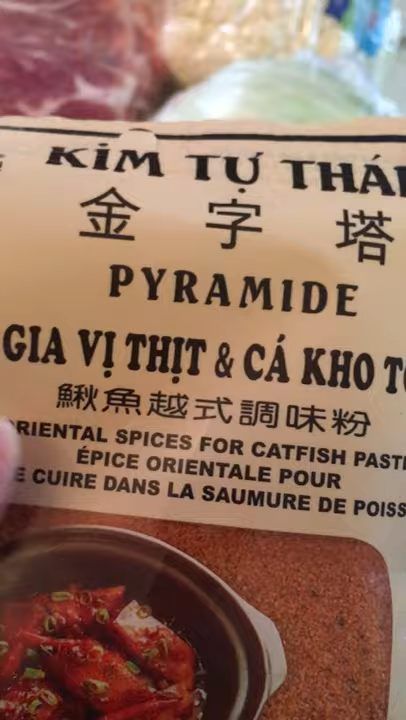 KIM TỰ THÁ
金字塔
PYRAMIDE
GIA VỊ THỊT & CÁ KHO T
鰍魚越式調味粉
RIENTAL SPICES FOR CATFISH PAST
ÉPICE ORIENTALE POUR
E CUIRE DANS LA SAUMURE DE POISS